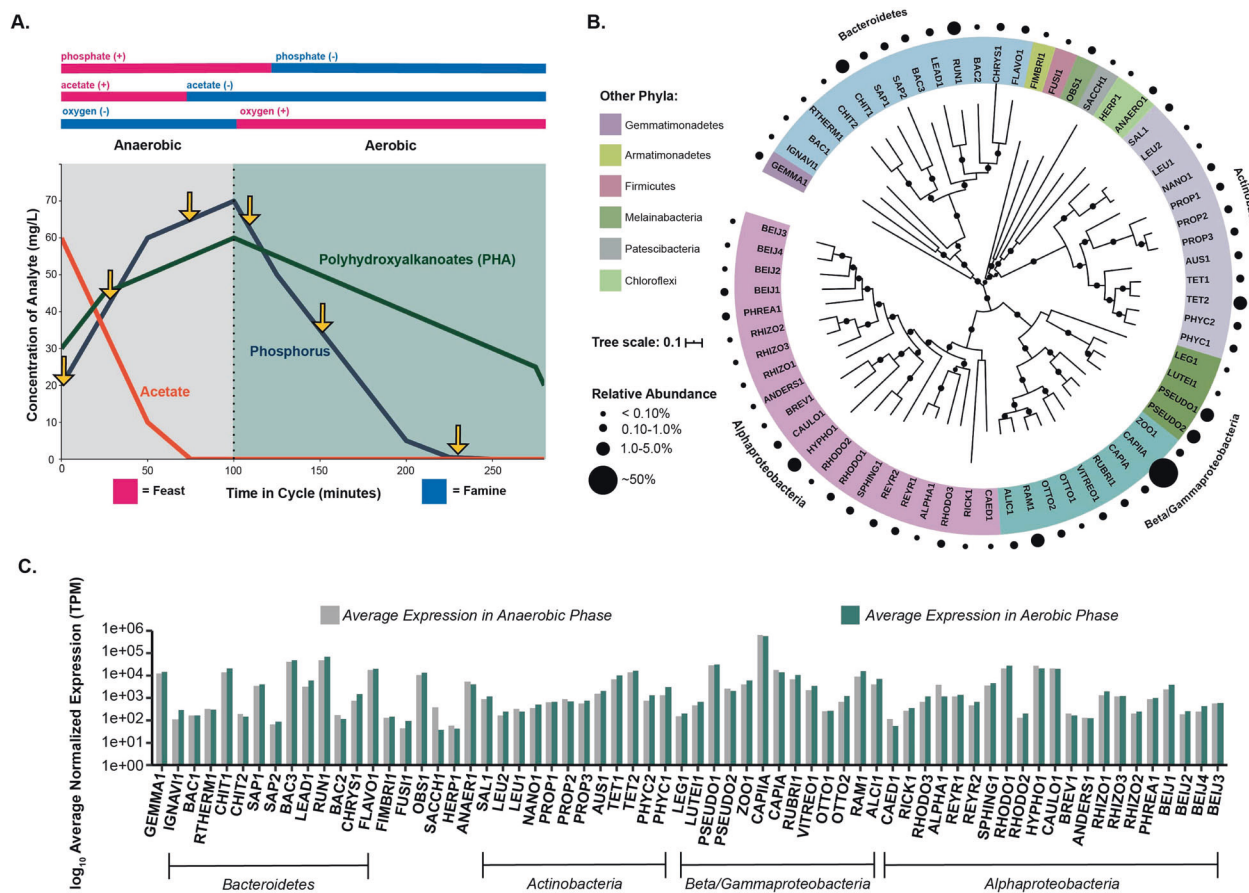 A.
phosphate (+)
phosphate (-)
acetate (+)
acetate (-)
oxygen (-)
oxygen (+)
Anaerobic
Aerobic
Concentration of Analyte (mg/L)
70
60
50
40
30
20
10
0
Polyhydroxyalkanoates (PHA)
Phosphorus
Acetate
0
50
100
150
200
250
= Feast
Time in Cycle (minutes)
= Famine
B.
Other Phyla:
Gemmatimonadetes
Armatimonadetes
Firmicutes
Melainabacteria
Patescibacteria
Chloroflexi
Tree scale: 0.1
Relative Abundance
< 0.10%
0.10-1.0%
1.0-5.0%
~50%
Bacteroidetes
Actinob
Beta/Gammaproteobacteria
Alphaproteobacteria
GEMMA1
IGNAVI1
BAC1
RTHERM1
CHIT2
CHIT1
SAP1
SAP2
BAC3
LEAD1
RUN1
BAC2
CHRYS1
FLAVO1
FIMBRI1
FUSI1
OBS1
SACCH1
HERP1
ANAERO1
SAL1
LEU2
LEU1
NANO1
PROP1
PROP2
PROP3
AUS1
TET1
TET2
PHYC2
PHYC1
LEG1
LUTEI1
PSEUDO1
PSEUDO2
ZOO1
CAPIIA
CAPIA
RUBRI1
VITREO1
OTTO1
OTTO2
RAM1
ALIC1
CAED1
RICK1
RHODO3
ALPHA1
REYR1
REYR2
SPHING1
RHODO1
RHODO2
HYPHO1
CAULO1
BREV1
ANDERS1
RHIZO1
RHIZO3
RHIZO2
PHREA1
BEIJ1
BEIJ2
BEIJ4
BEIJ3
C.
log10 Average Normalized Expression (TPM)
Average Expression in Anaerobic Phase
Average Expression in Aerobic Phase
1e+06
1e+05
1e+04
1e+03
1e+02
1e+01
1e+00
GEMMA1
IGNAVI1
BAC1
RTHERM1
CHIT1
CHIT2
SAP1
SAP2
BAC3
LEAD1
RUN1
BAC2
CHRYS1
FLAVO1
FIMBRI1
FUSI1
OBS1
SACCH1
HERP1
ANAER1
SAL1
LEU2
LEU1
NANO1
PROP1
PROP2
PROP3
AUS1
TET1
TET2
PHYC2
PHYC1
LEG1
LUTEI1
PSEUDO1
PSEUDO2
ZOO1
CAPIIA
CAPIA
RUBRI1
VITREO1
OTTO1
OTTO2
RAM1
ALCI1
CAED1
RICK1
RHODO3
ALPHA1
REYR1
REYR2
SPHING1
RHODO1
RHODO2
HYPHO1
CAULO1
BREV1
ANDERS1
RHIZO1
RHIZO3
RHIZO2
PHREA1
BEIJ1
BEIJ2
BEIJ4
BEIJ3
Bacteroidetes
Actinobacteria
Beta/Gammaproteobacteria
Alphaproteobacteria